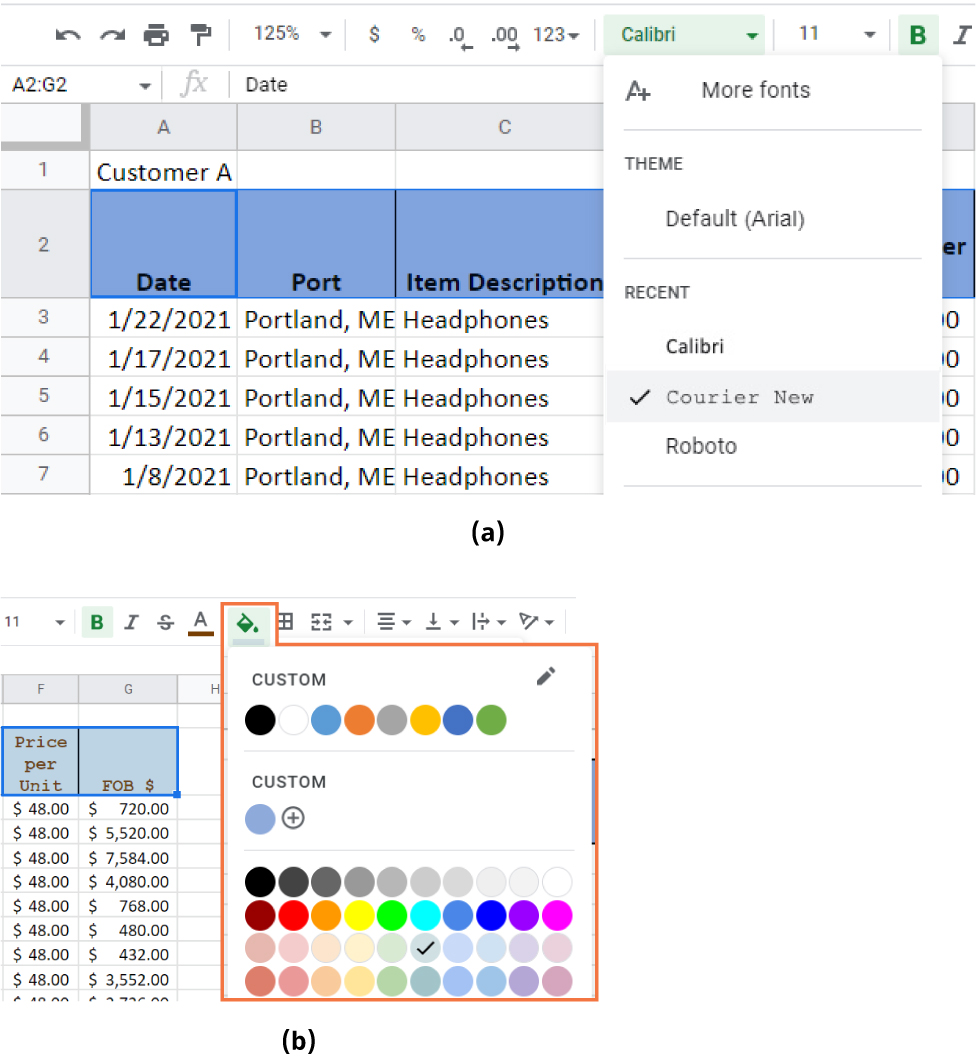 125% $ % .0 .00 123 Calibri 11 B I
A2:G2 fx Date
A B C
1 Customer A
2 Date Port Item Description er
3 1/22/2021 Portland, ME Headphones 00
4 1/17/2021 Portland, ME Headphones 00
5 1/15/2021 Portland, ME Headphones 00
6 1/13/2021 Portland, ME Headphones 00
7 1/8/2021 Portland, ME Headphones 00
More fonts
THEME
Default (Arial)
RECENT
Calibri
Courier New
Roboto
(a)
11 B I S A
F G H
Price
per
Unit FOB $
$ 48.00 $ 720.00
$ 48.00 $ 5,520.00
$ 48.00 $ 7,584.00
$ 48.00 $ 4,080.00
$ 48.00 $ 768.00
$ 48.00 $ 480.00
$ 48.00 $ 432.00
$ 48.00 $ 3,552.00
CUSTOM
CUSTOM
(b)